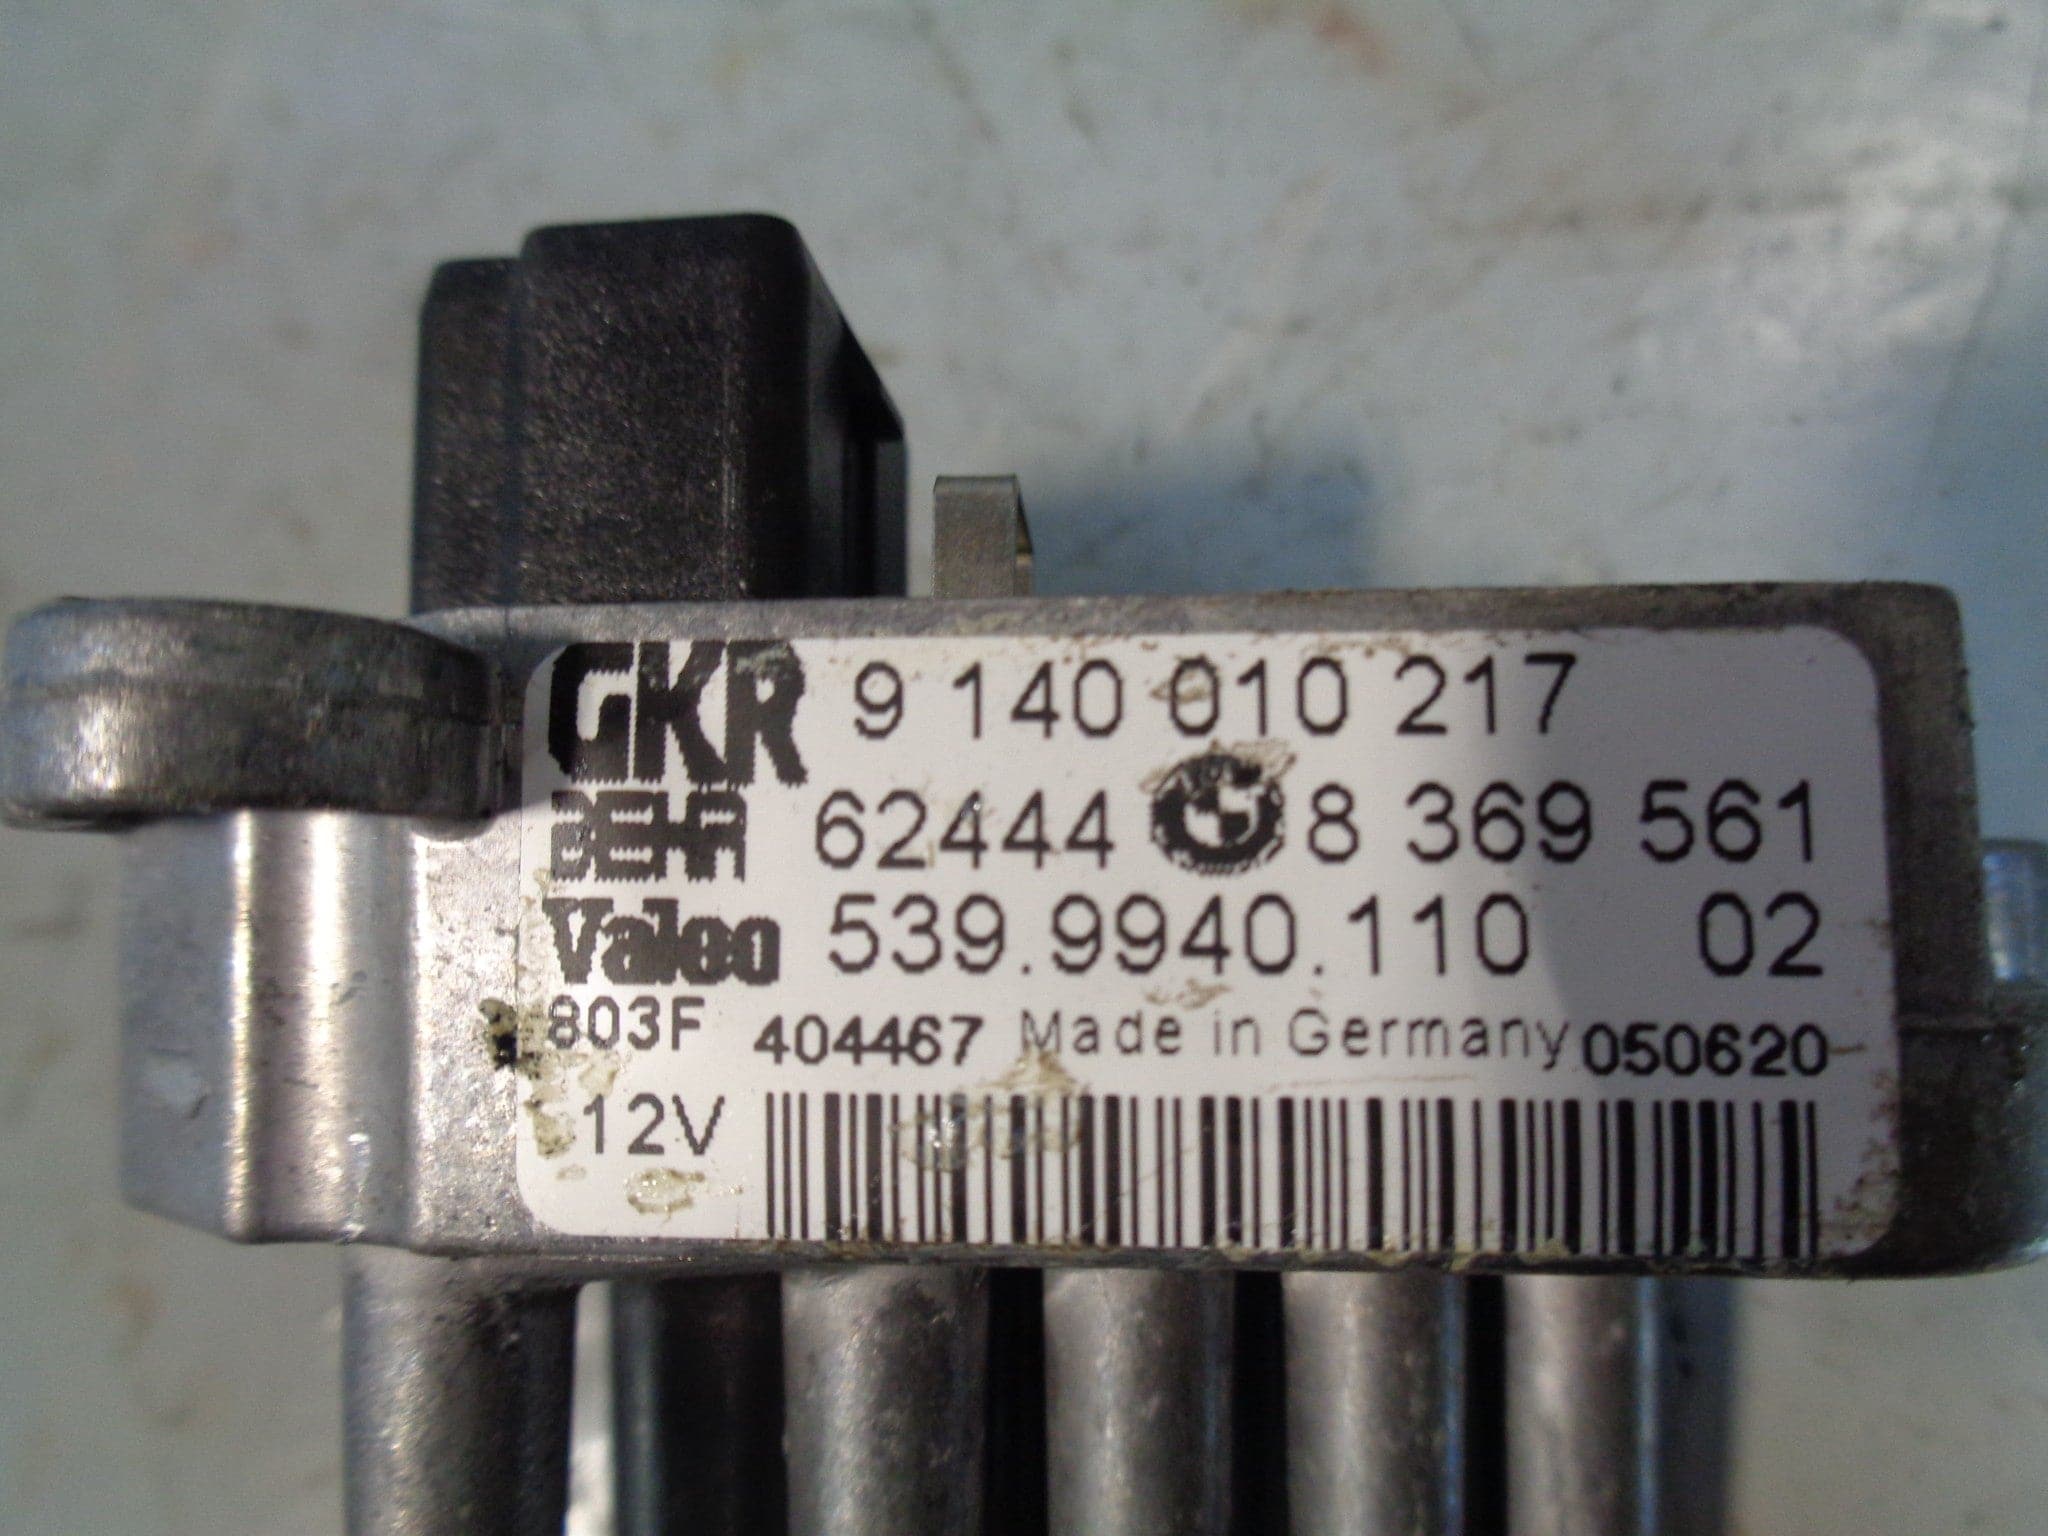 GKR 9 140 010 217
BEHR 62444 8 369 561
Valeo 539.9940.110 02
803F 404467 Made in Germany 050620
12V